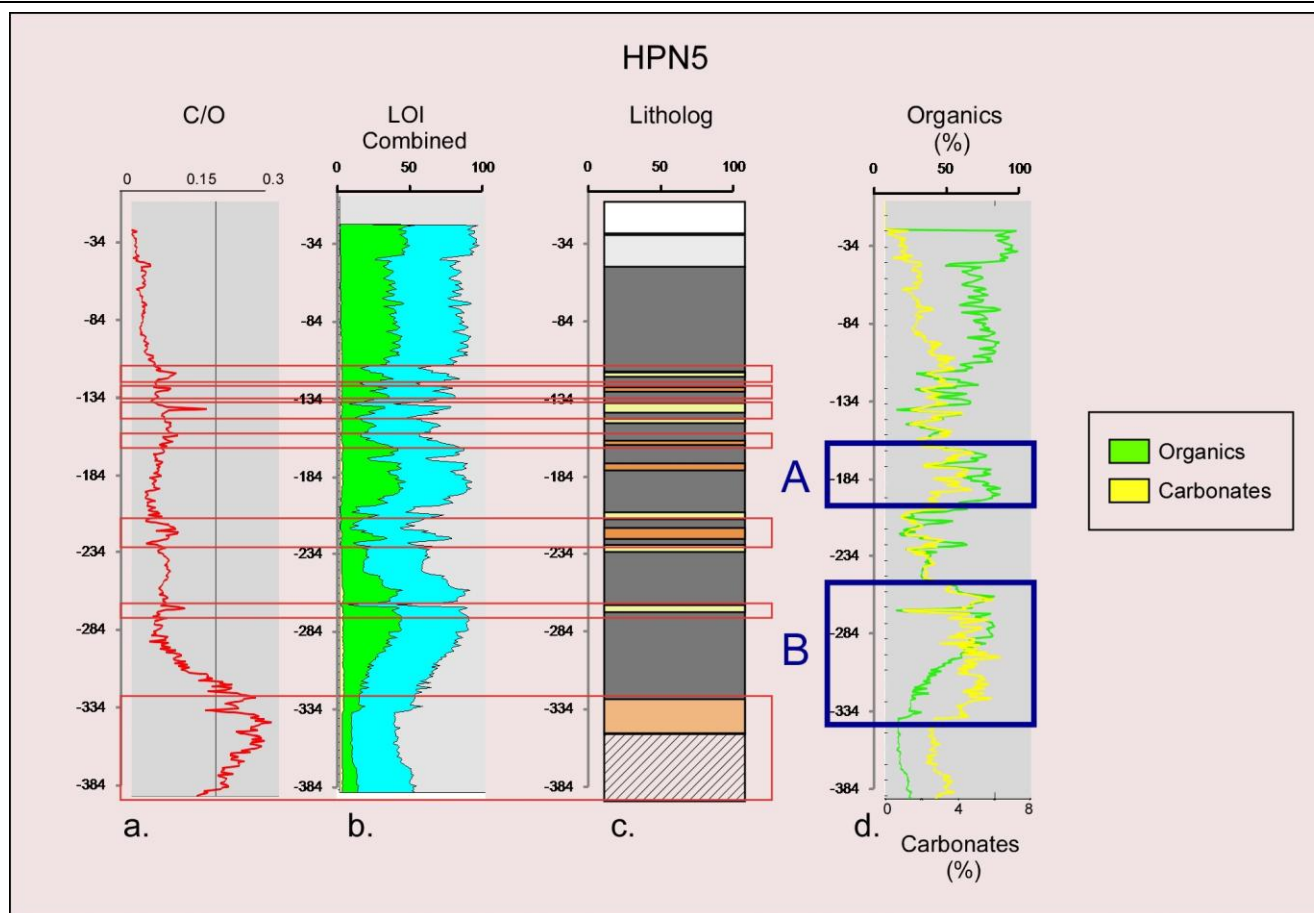 HPN5
C/O
LOI
Combined
Litholog
Organics
(%)
0 0.15 0.3
0 50 100
0 50 100
0 50 100
-34
-84
-134
-184
-234
-284
-334
-384
-34
-84
-134
-184
-234
-284
-334
-384
-34
-84
-134
-184
-234
-284
-334
-384
-34
-84
-134
-184
-234
-284
-334
-384
A
B
0 4 8
a.
b.
c.
d.
Carbonates
(%)
Organics
Carbonates